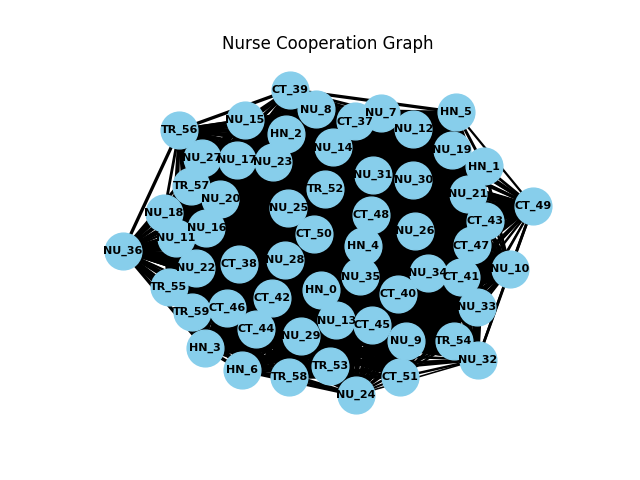 Nurse Cooperation Graph
CT_39
NU_8
NU_7
HN_5
NU_15
CT_37
NU_12
TR_56
HN_2
NU_14
NU_19
NU_27
NU_17
NU_23
HN_1
NU_31
NU_30
TR_57
TR_52
NU_21
NU_20
CT_49
NU_18
NU_25
CT_48
CT_43
NU_16
NU_11
CT_50
NU_26
NU_36
HN_4
CT_47
NU_28
CT_38
NU_22
NU_10
NU_35
NU_34
CT_41
TR_55
HN_0
CT_42
CT_40
CT_46
NU_33
TR_59
NU_13
CT_45
CT_44
NU_29
NU_9
TR_54
HN_3
NU_32
HN_6
TR_53
TR_58
CT_51
NU_24